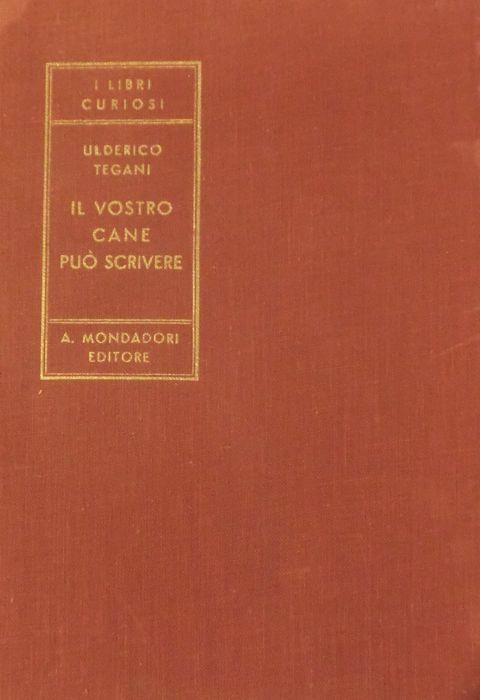 I LIBRI
CURIOSI
ULDERICO
TEGANI
IL VOSTRO
CANE
PUÒ SCRIVERE
A. MONDADORI
EDITORE